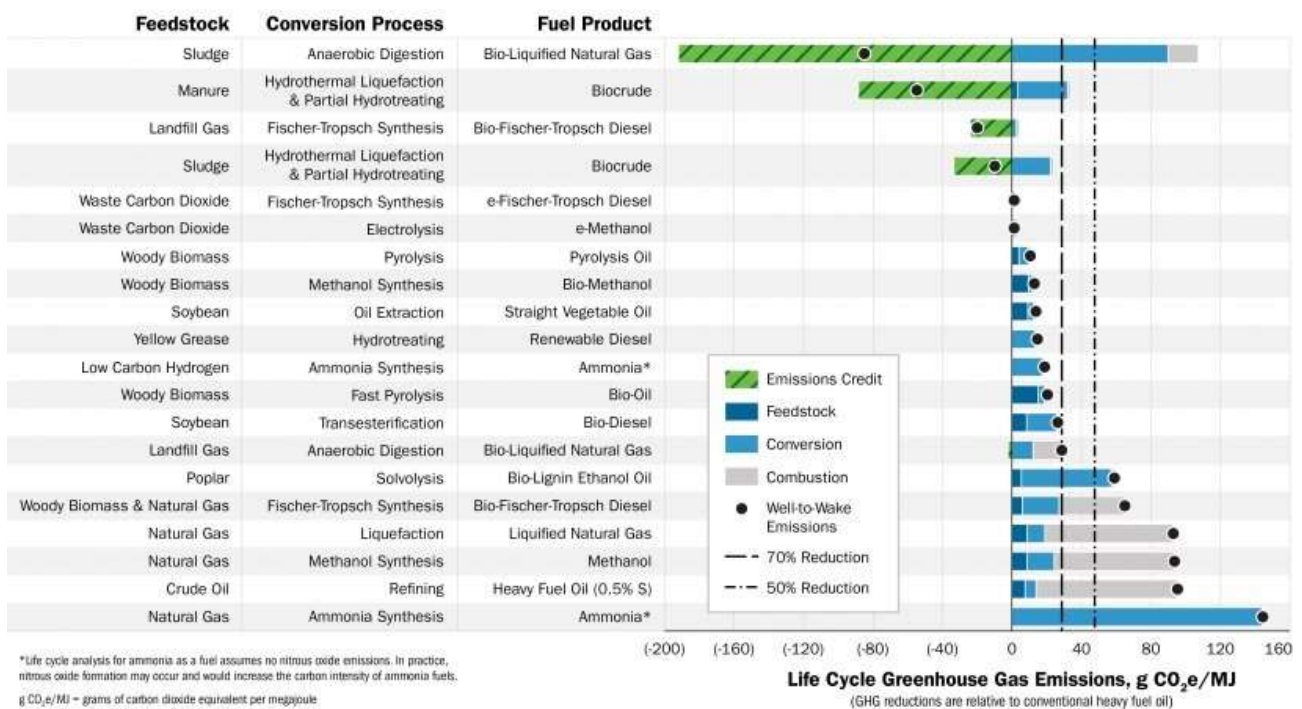 Feedstock Conversion Process Fuel Product
Sludge Anaerobic Digestion Bio-Liquified Natural Gas
Manure Hydrothermal Liquefaction & Partial Hydrotreating Biocrude
Landfill Gas Fischer-Tropsch Synthesis Bio-Fischer-Tropsch Diesel
Sludge Hydrothermal Liquefaction & Partial Hydrotreating Biocrude
Waste Carbon Dioxide Fischer-Tropsch Synthesis e-Fischer-Tropsch Diesel
Waste Carbon Dioxide Electrolysis e-Methanol
Woody Biomass Pyrolysis Pyrolysis Oil
Woody Biomass Methanol Synthesis Bio-Methanol
Soybean Oil Extraction Straight Vegetable Oil
Yellow Grease Hydrotreating Renewable Diesel
Low Carbon Hydrogen Ammonia Synthesis Ammonia*
Woody Biomass Fast Pyrolysis Bio-Oil
Soybean Transesterification Bio-Diesel
Landfill Gas Anaerobic Digestion Bio-Liquified Natural Gas
Poplar Solvolysis Bio-Lignin Ethanol Oil
Woody Biomass & Natural Gas Fischer-Tropsch Synthesis Bio-Fischer-Tropsch Diesel
Natural Gas Liquefaction Liquified Natural Gas
Natural Gas Methanol Synthesis Methanol
Crude Oil Refining Heavy Fuel Oil (0.5% S)
Natural Gas Ammonia Synthesis Ammonia*
Emissions Credit
Feedstock
Conversion
Combustion
Well-to-Wake
Emissions
70% Reduction
50% Reduction
(-200) (-160) (-120) (-80) (-40) 0 40 80 120 160
Life Cycle Greenhouse Gas Emissions, g CO₂e/MJ
(GHG reductions are relative to conventional heavy fuel oil)
*Life cycle analysis for ammonia as a fuel assumes no nitrous oxide emissions. In practice,
nitrous oxide formation may occur and would increase the carbon intensity of ammonia fuels.
g CO₂e/MJ = grams of carbon dioxide equivalent per megajoule